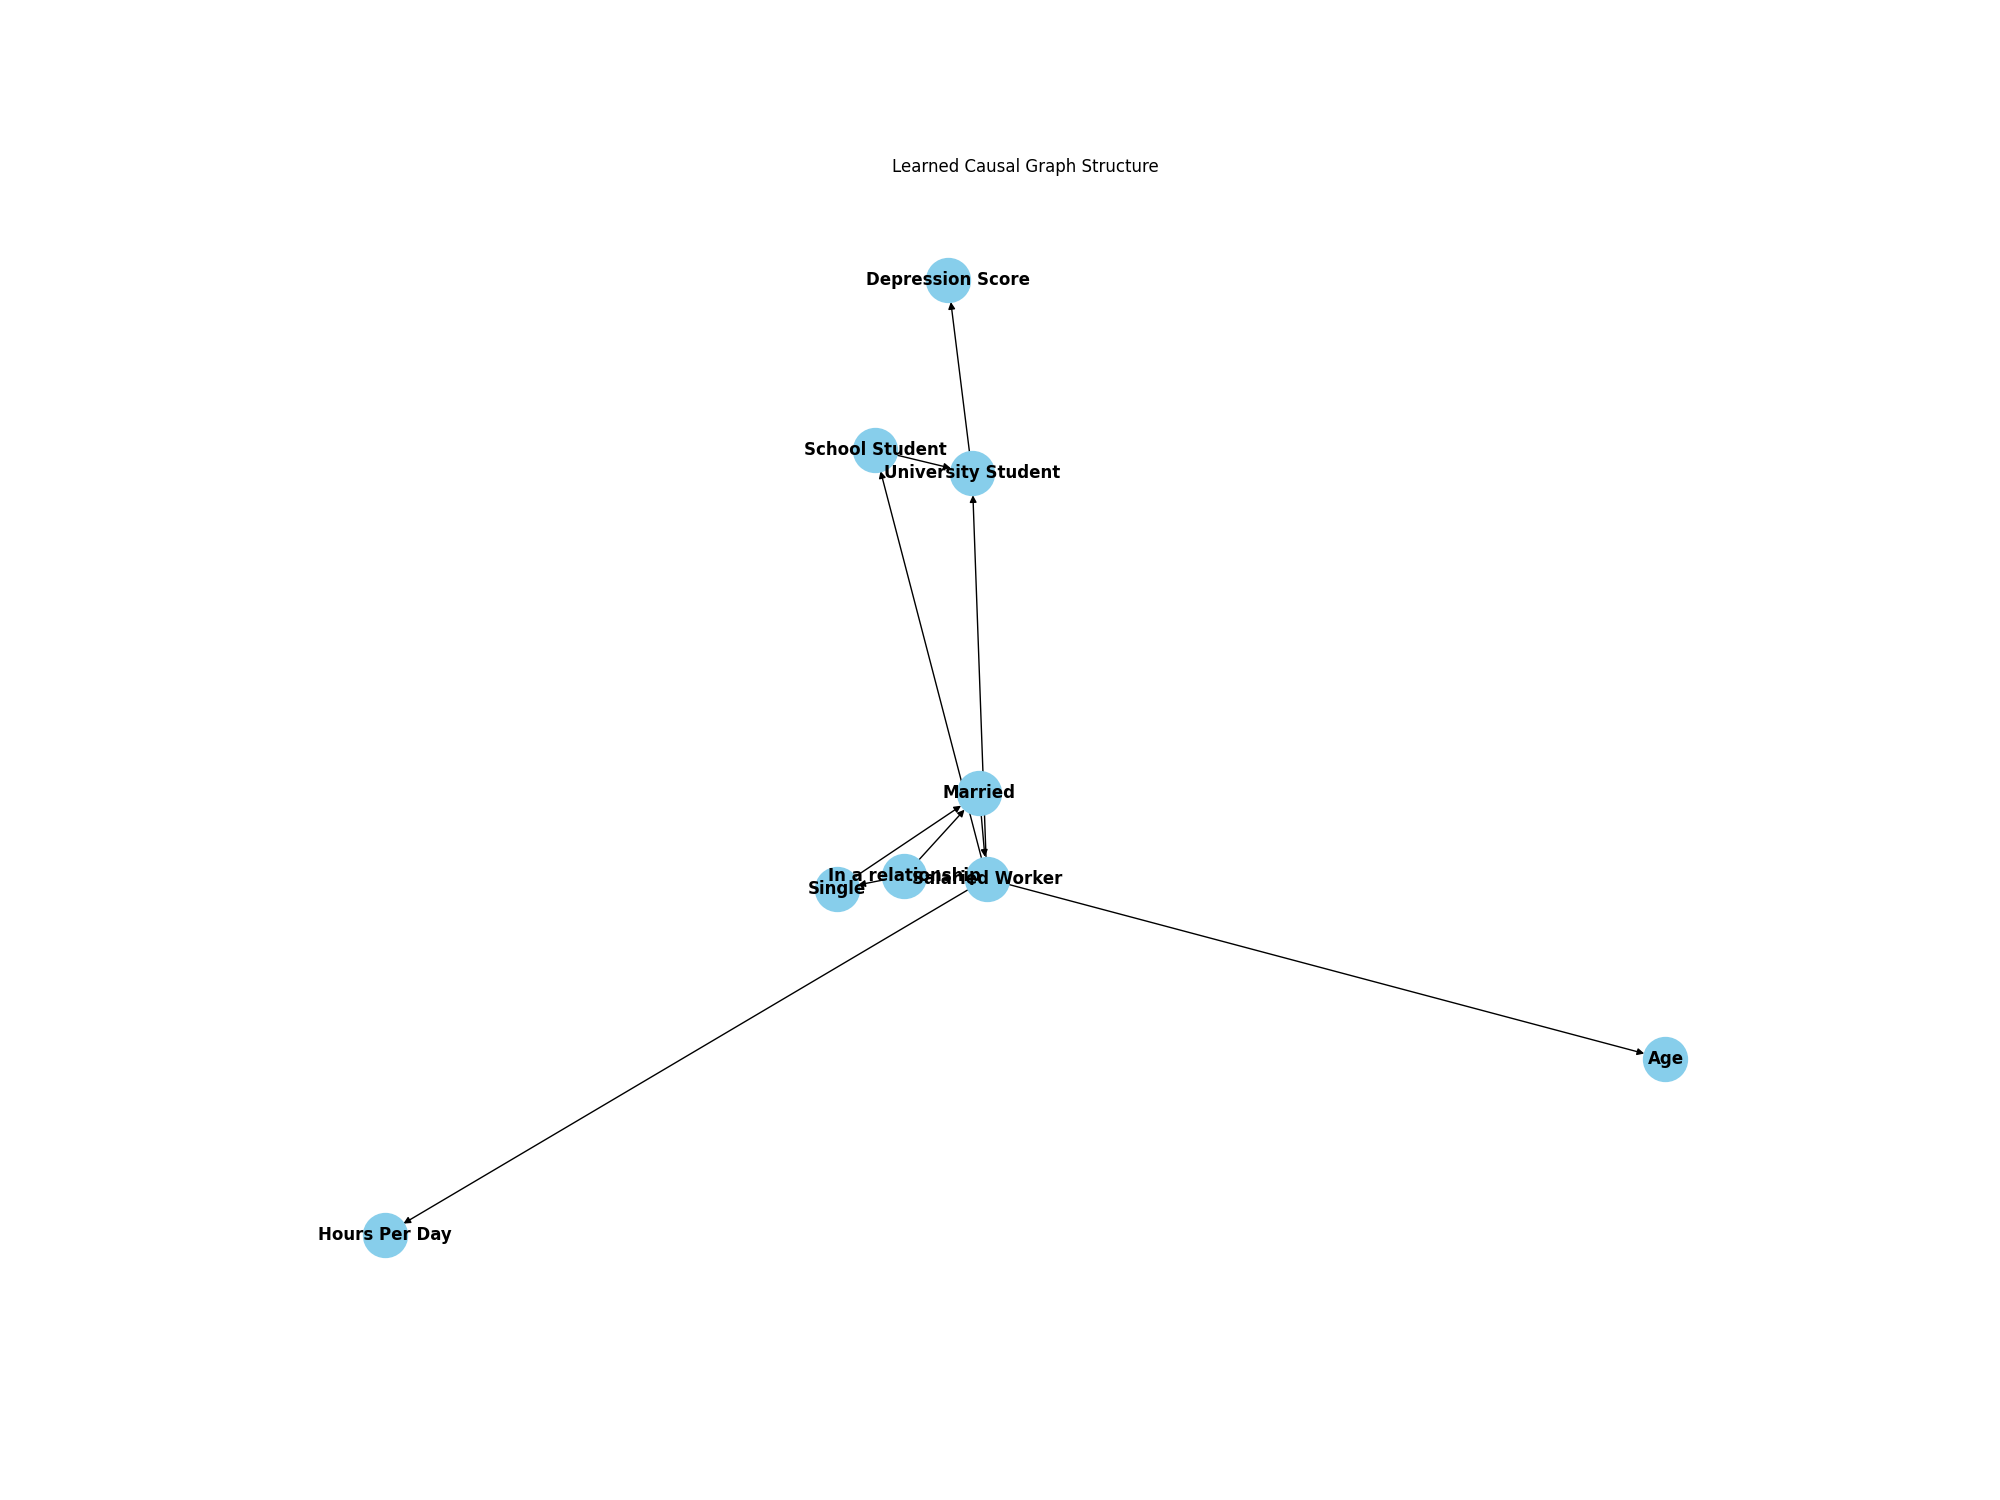 Learned Causal Graph Structure
Depression Score
School Student
University Student
Married
In a relationship
Salaried Worker
Single
Age
Hours Per Day